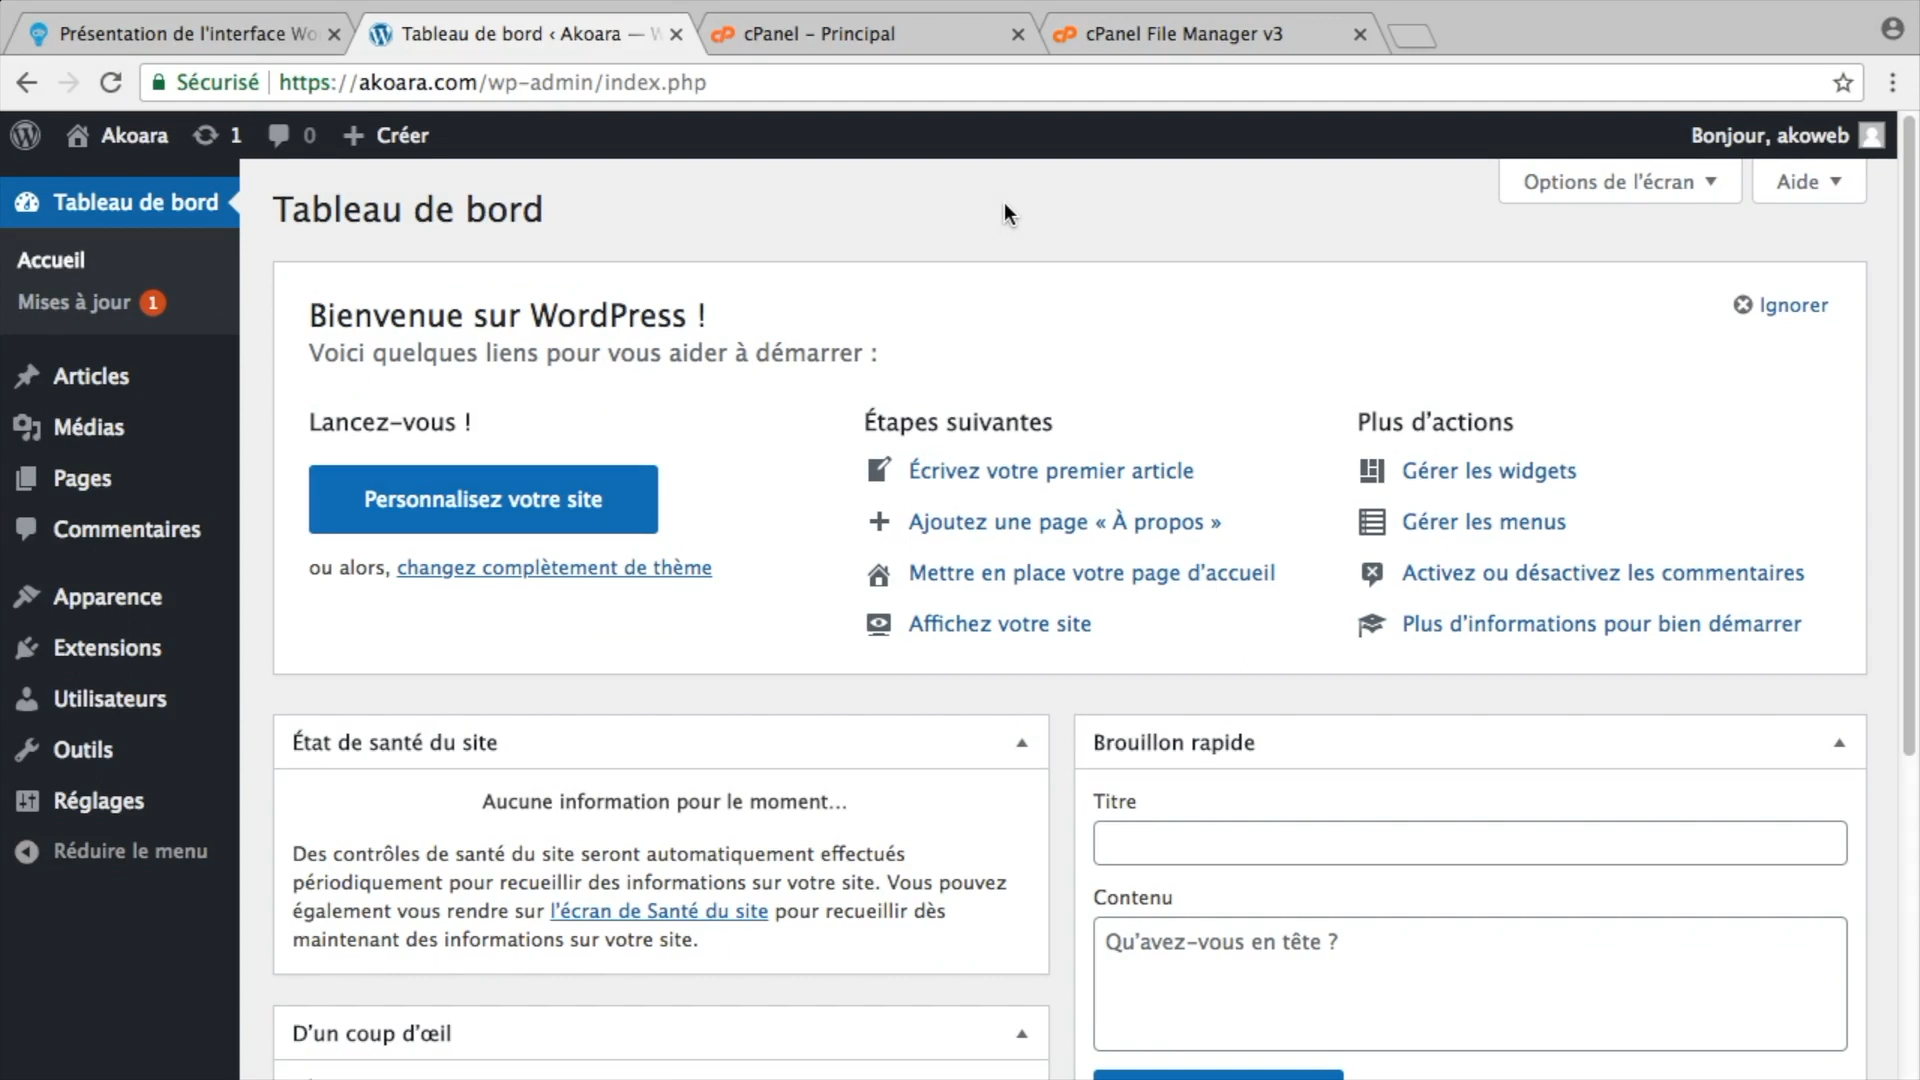 Présentation de l'interface Wo
Tableau de bord ‹ Akoara — W
cPanel – Principal
cPanel File Manager v3
Sécurisé
https://akoara.com/wp-admin/index.php
Akoara
1
0
Créer
Bonjour, akoweb
Tableau de bord
Accueil
Mises à jour 1
Articles
Médias
Pages
Commentaires
Apparence
Extensions
Utilisateurs
Outils
Réglages
Réduire le menu
Options de l'écran
Aide
Tableau de bord
Bienvenue sur WordPress !
Ignorer
Voici quelques liens pour vous aider à démarrer :
Lancez-vous !
Personnalisez votre site
ou alors, changez complètement de thème
Étapes suivantes
Écrivez votre premier article
Ajoutez une page « À propos »
Mettre en place votre page d'accueil
Affichez votre site
Plus d'actions
Gérer les widgets
Gérer les menus
Activez ou désactivez les commentaires
Plus d'informations pour bien démarrer
État de santé du site
Aucune information pour le moment…
Des contrôles de santé du site seront automatiquement effectués
périodiquement pour recueillir des informations sur votre site. Vous pouvez
également vous rendre sur l'écran de Santé du site pour recueillir dès
maintenant des informations sur votre site.
D'un coup d'œil
Brouillon rapide
Titre
Contenu
Qu'avez-vous en tête ?